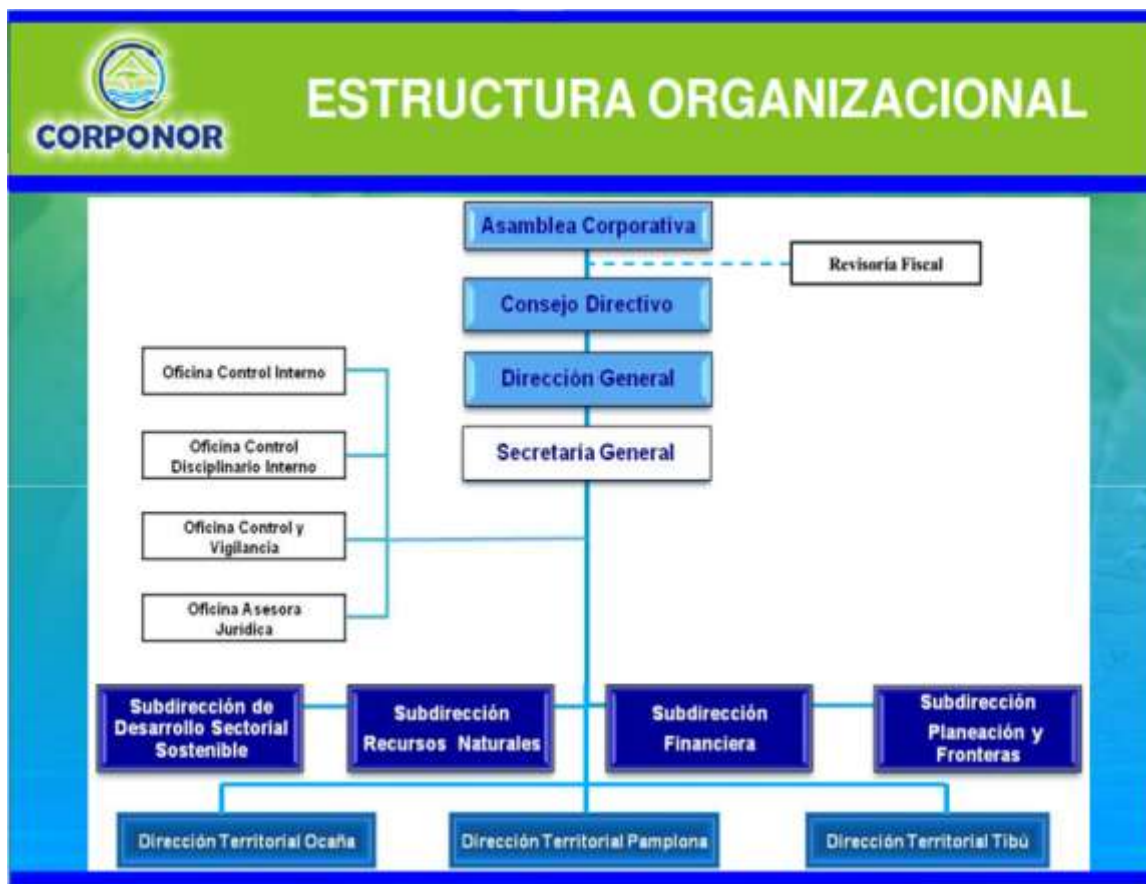 CORPONOR
ESTRUCTURA ORGANIZACIONAL
Asamblea Corporativa
Revisoría Fiscal
Consejo Directivo
Dirección General
Secretaría General
Oficina Control Interno
Oficina Control
Disciplinario Interno
Oficina Control y
Vigilancia
Oficina Asesora
Jurídica
Subdirección de
Desarrollo Sectorial
Sostenible
Subdirección
Recursos Naturales
Subdirección
Financiera
Subdirección
Planeación y
Fronteras
Dirección Territorial Ocaña
Dirección Territorial Pamplona
Dirección Territorial Tibú